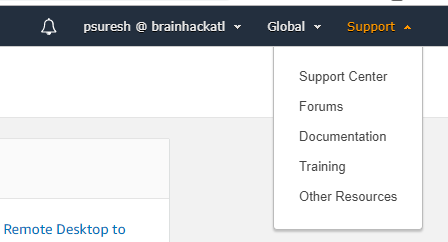 psuresh @ brainhackatl Global Support
Support Center
Forums
Documentation
Training
Other Resources
Remote Desktop to